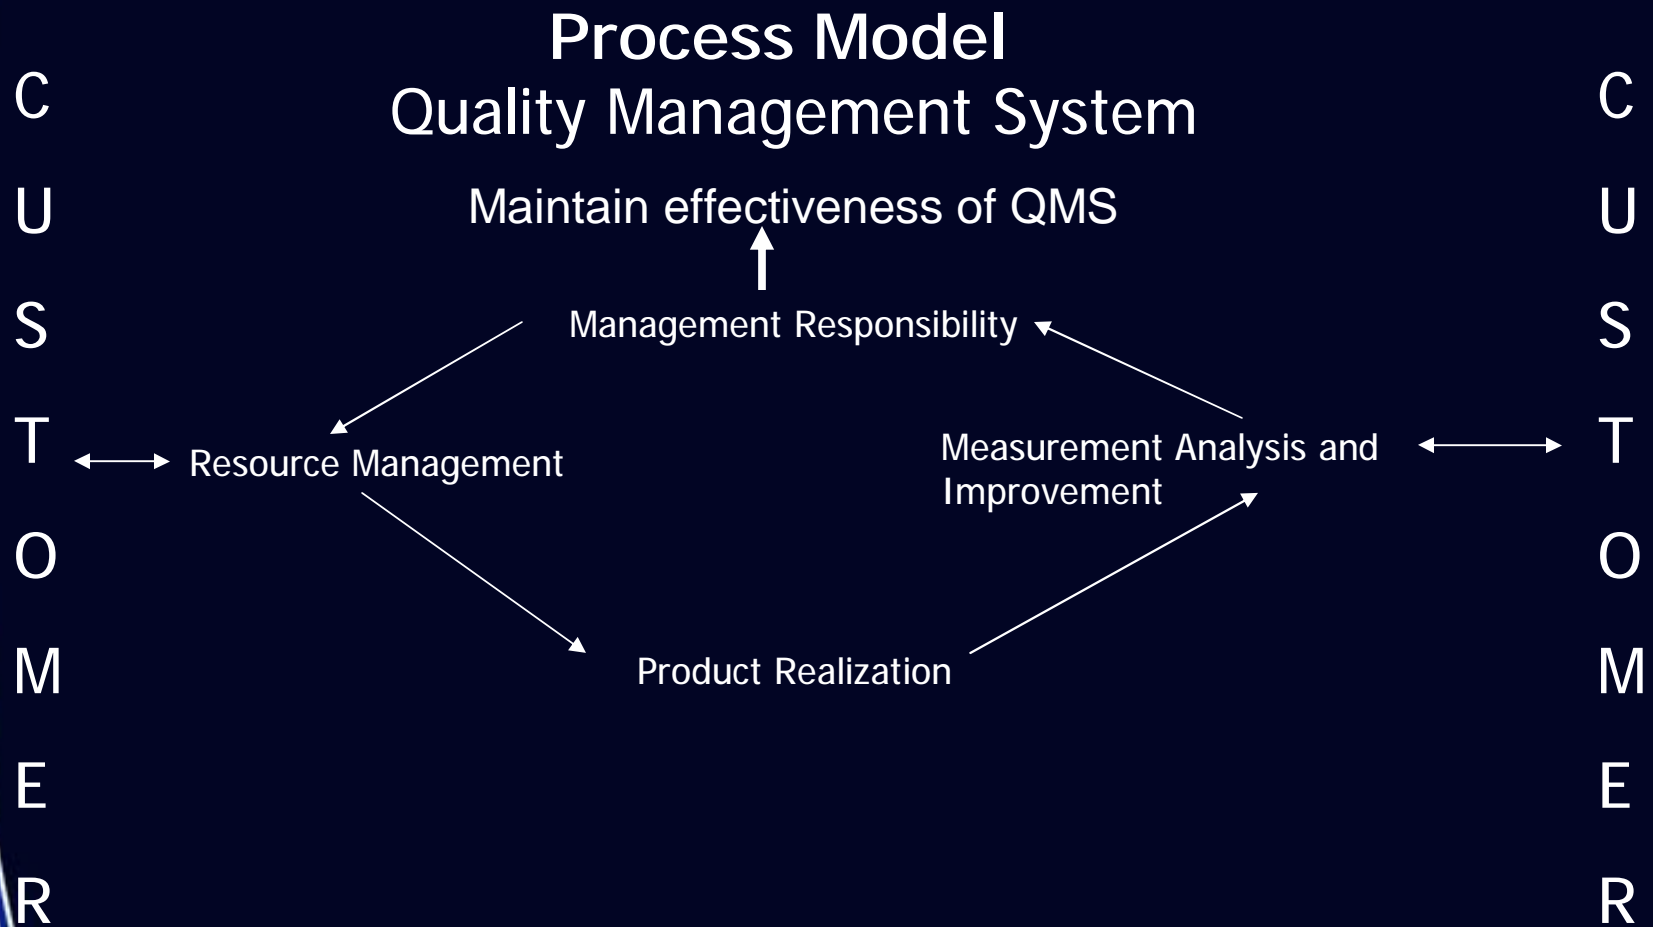 Process Model
Quality Management System
Maintain effectiveness of QMS
Management Responsibility
Resource Management
Measurement Analysis and
Improvement
Product Realization
C
U
S
T
O
M
E
R
C
U
S
T
O
M
E
R